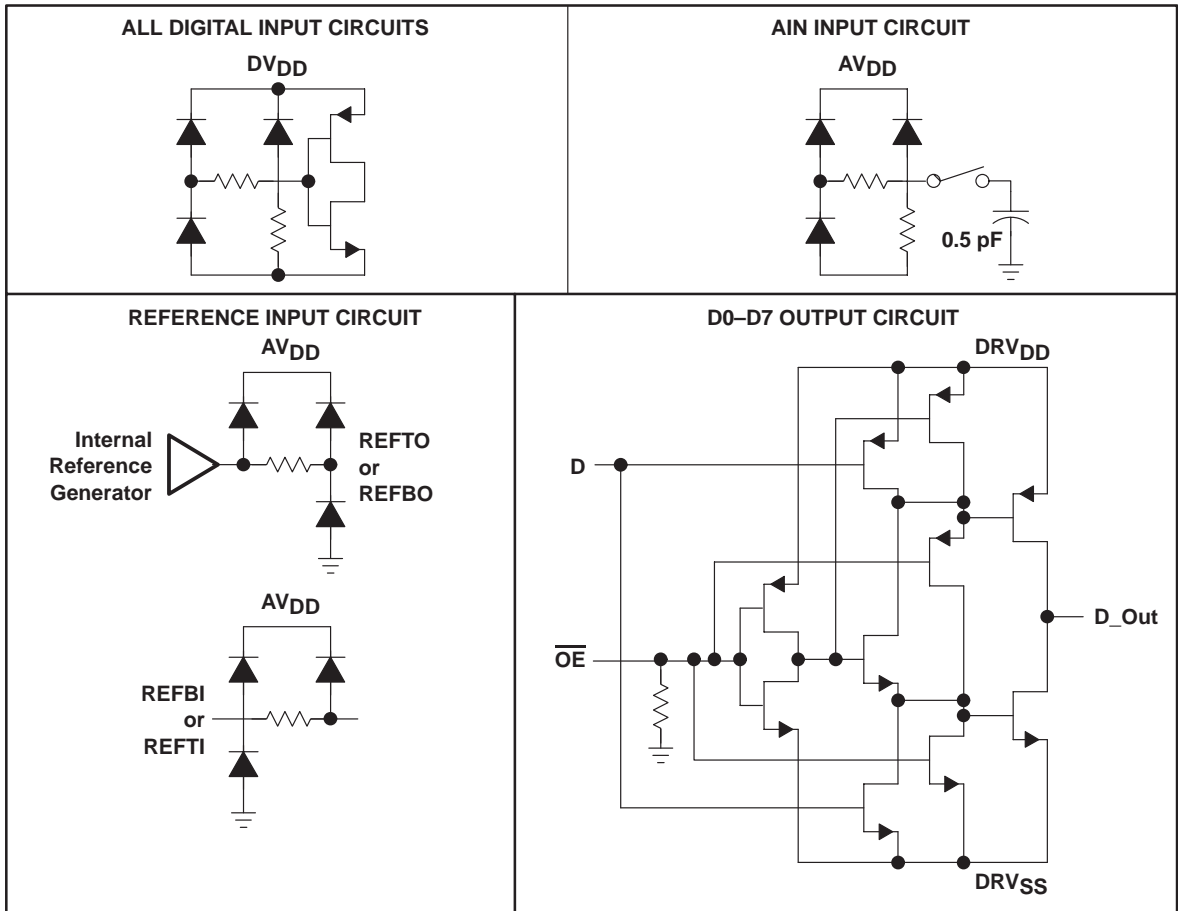 ALL DIGITAL INPUT CIRCUITS
DVDD
AIN INPUT CIRCUIT
AVDD
0.5 pF
REFERENCE INPUT CIRCUIT
AVDD
Internal
Reference
Generator
REFTO
or
REFBO
AVDD
REFBI
or
REFTI
D0–D7 OUTPUT CIRCUIT
DRVDD
D
D_Out
O̅E̅
DRVSS